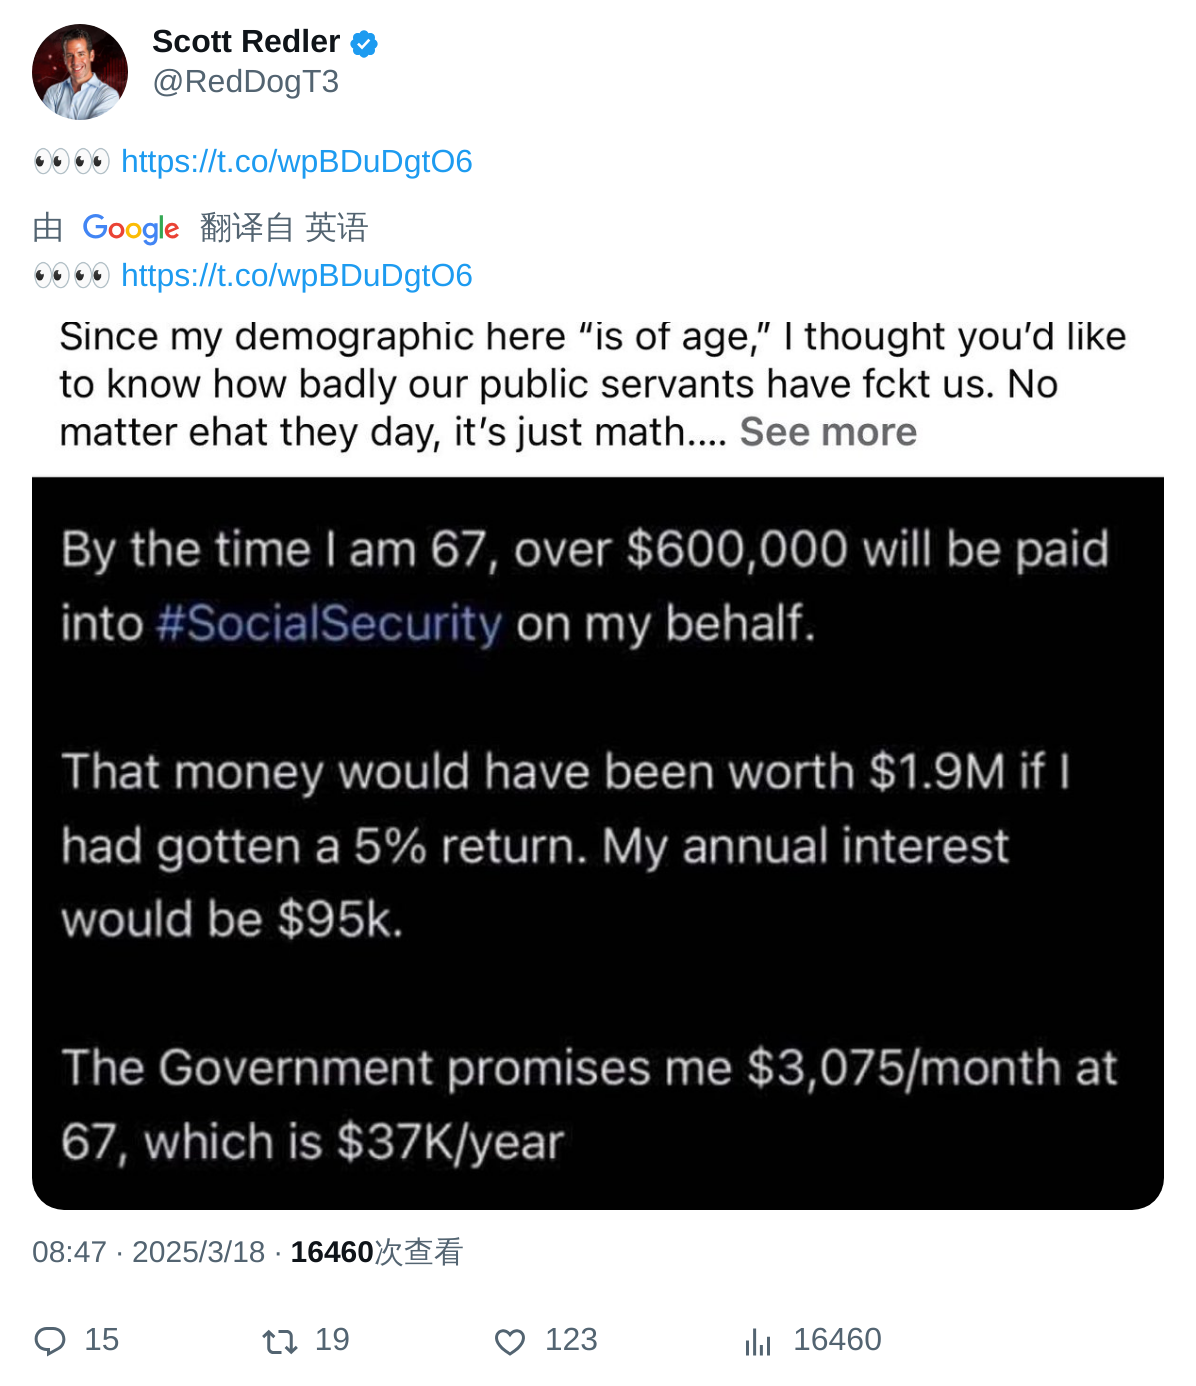 Scott Redler
@RedDogT3
👀👀 https://t.co/wpBDuDgtO6
由 Google 翻译自 英语
👀👀 https://t.co/wpBDuDgtO6
Since my demographic here “is of age,” I thought you’d like
to know how badly our public servants have fckt us. No
matter ehat they day, it’s just math.... See more
By the time I am 67, over $600,000 will be paid
into #SocialSecurity on my behalf.
That money would have been worth $1.9M if I
had gotten a 5% return. My annual interest
would be $95k.
The Government promises me $3,075/month at
67, which is $37K/year
08:47 · 2025/3/18 · 16460次查看
15 19 123 16460